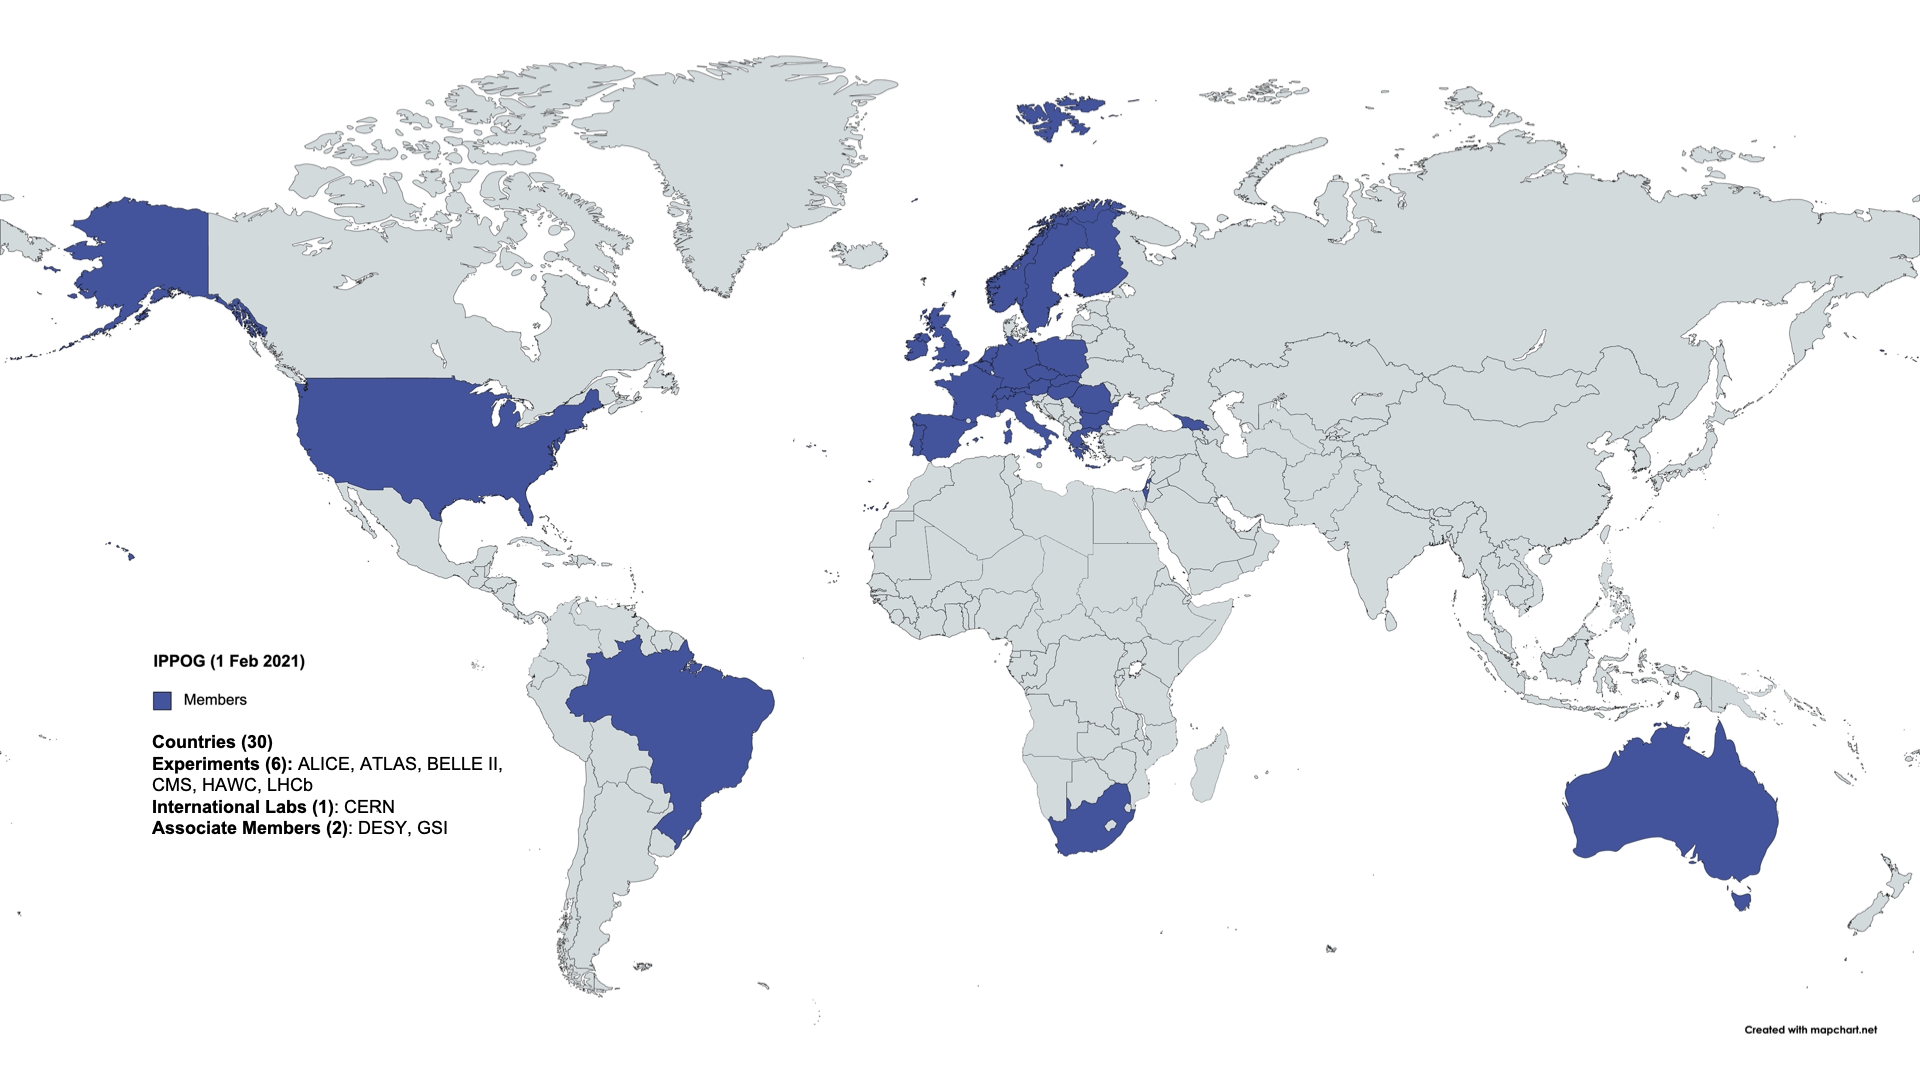 IPPOG (1 Feb 2021)
Members
Countries (30)
Experiments (6): ALICE, ATLAS, BELLE II,
CMS, HAWC, LHCb
International Labs (1): CERN
Associate Members (2): DESY, GSI
Created with mapchart.net